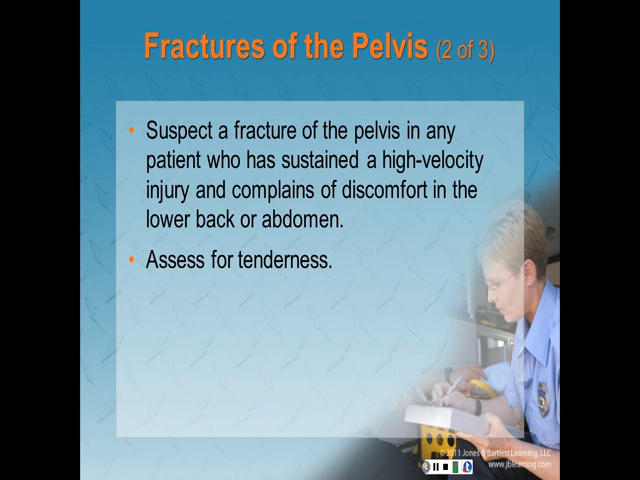 Fractures of the Pelvis (2 of 3)
• Suspect a fracture of the pelvis in any
patient who has sustained a high-velocity
injury and complains of discomfort in the
lower back or abdomen.
• Assess for tenderness.
© 2011 Jones & Bartlett Learning, LLC
www.jblearning.com